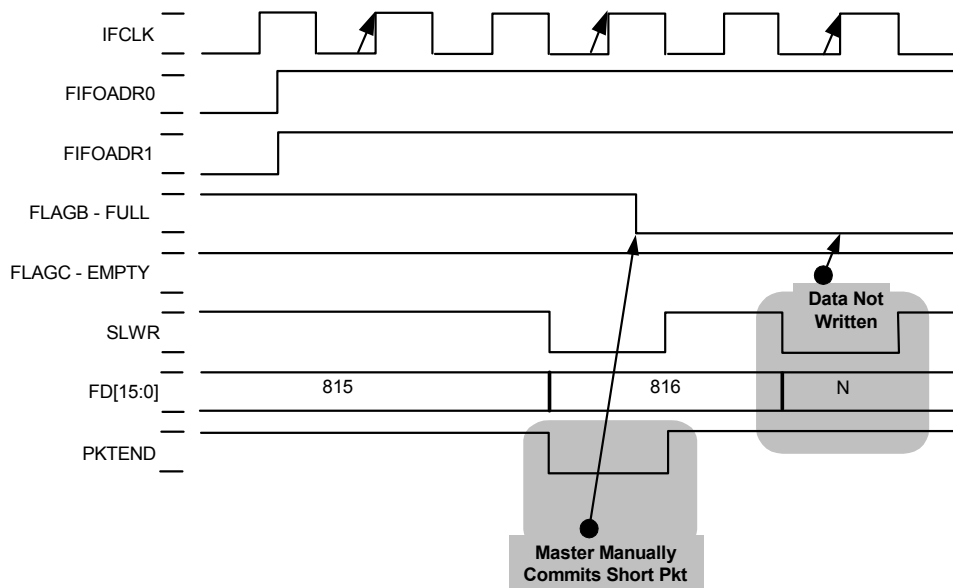 IFCLK
FIFOADR0
FIFOADR1
FLAGB - FULL
FLAGC - EMPTY
Data Not
Written
SLWR
FD[15:0]
815
816
N
PKTEND
Master Manually
Commits Short Pkt